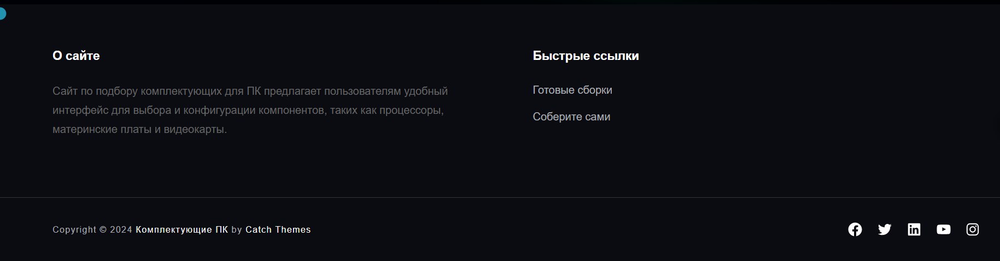 О сайте
Сайт по подбору комплектующих для ПК предлагает пользователям удобный
интерфейс для выбора и конфигурации компонентов, таких как процессоры,
материнские платы и видеокарты.
Быстрые ссылки
Готовые сборки
Соберите сами
Copyright © 2024 Комплектующие ПК by Catch Themes